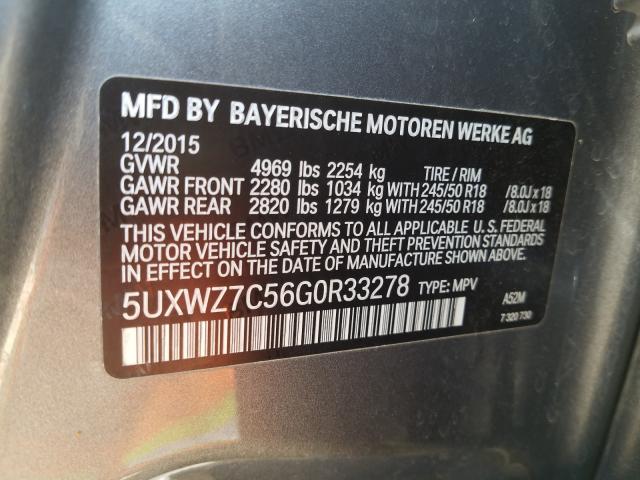 MFD BY BAYERISCHE MOTOREN WERKE AG
12/2015
GVWR 4969 lbs 2254 kg TIRE / RIM
GAWR FRONT 2280 lbs 1034 kg WITH 245/50 R18 /8.0J x 18
GAWR REAR 2820 lbs 1279 kg WITH 245/50 R18 /8.0J x 18
THIS VEHICLE CONFORMS TO ALL APPLICABLE U. S. FEDERAL
MOTOR VEHICLE SAFETY AND THEFT PREVENTION STANDARDS
IN EFFECT ON THE DATE OF MANUFACTURE SHOWN ABOVE.
5UXWZ7C56G0R33278 TYPE: MPV A52M
7 320 730